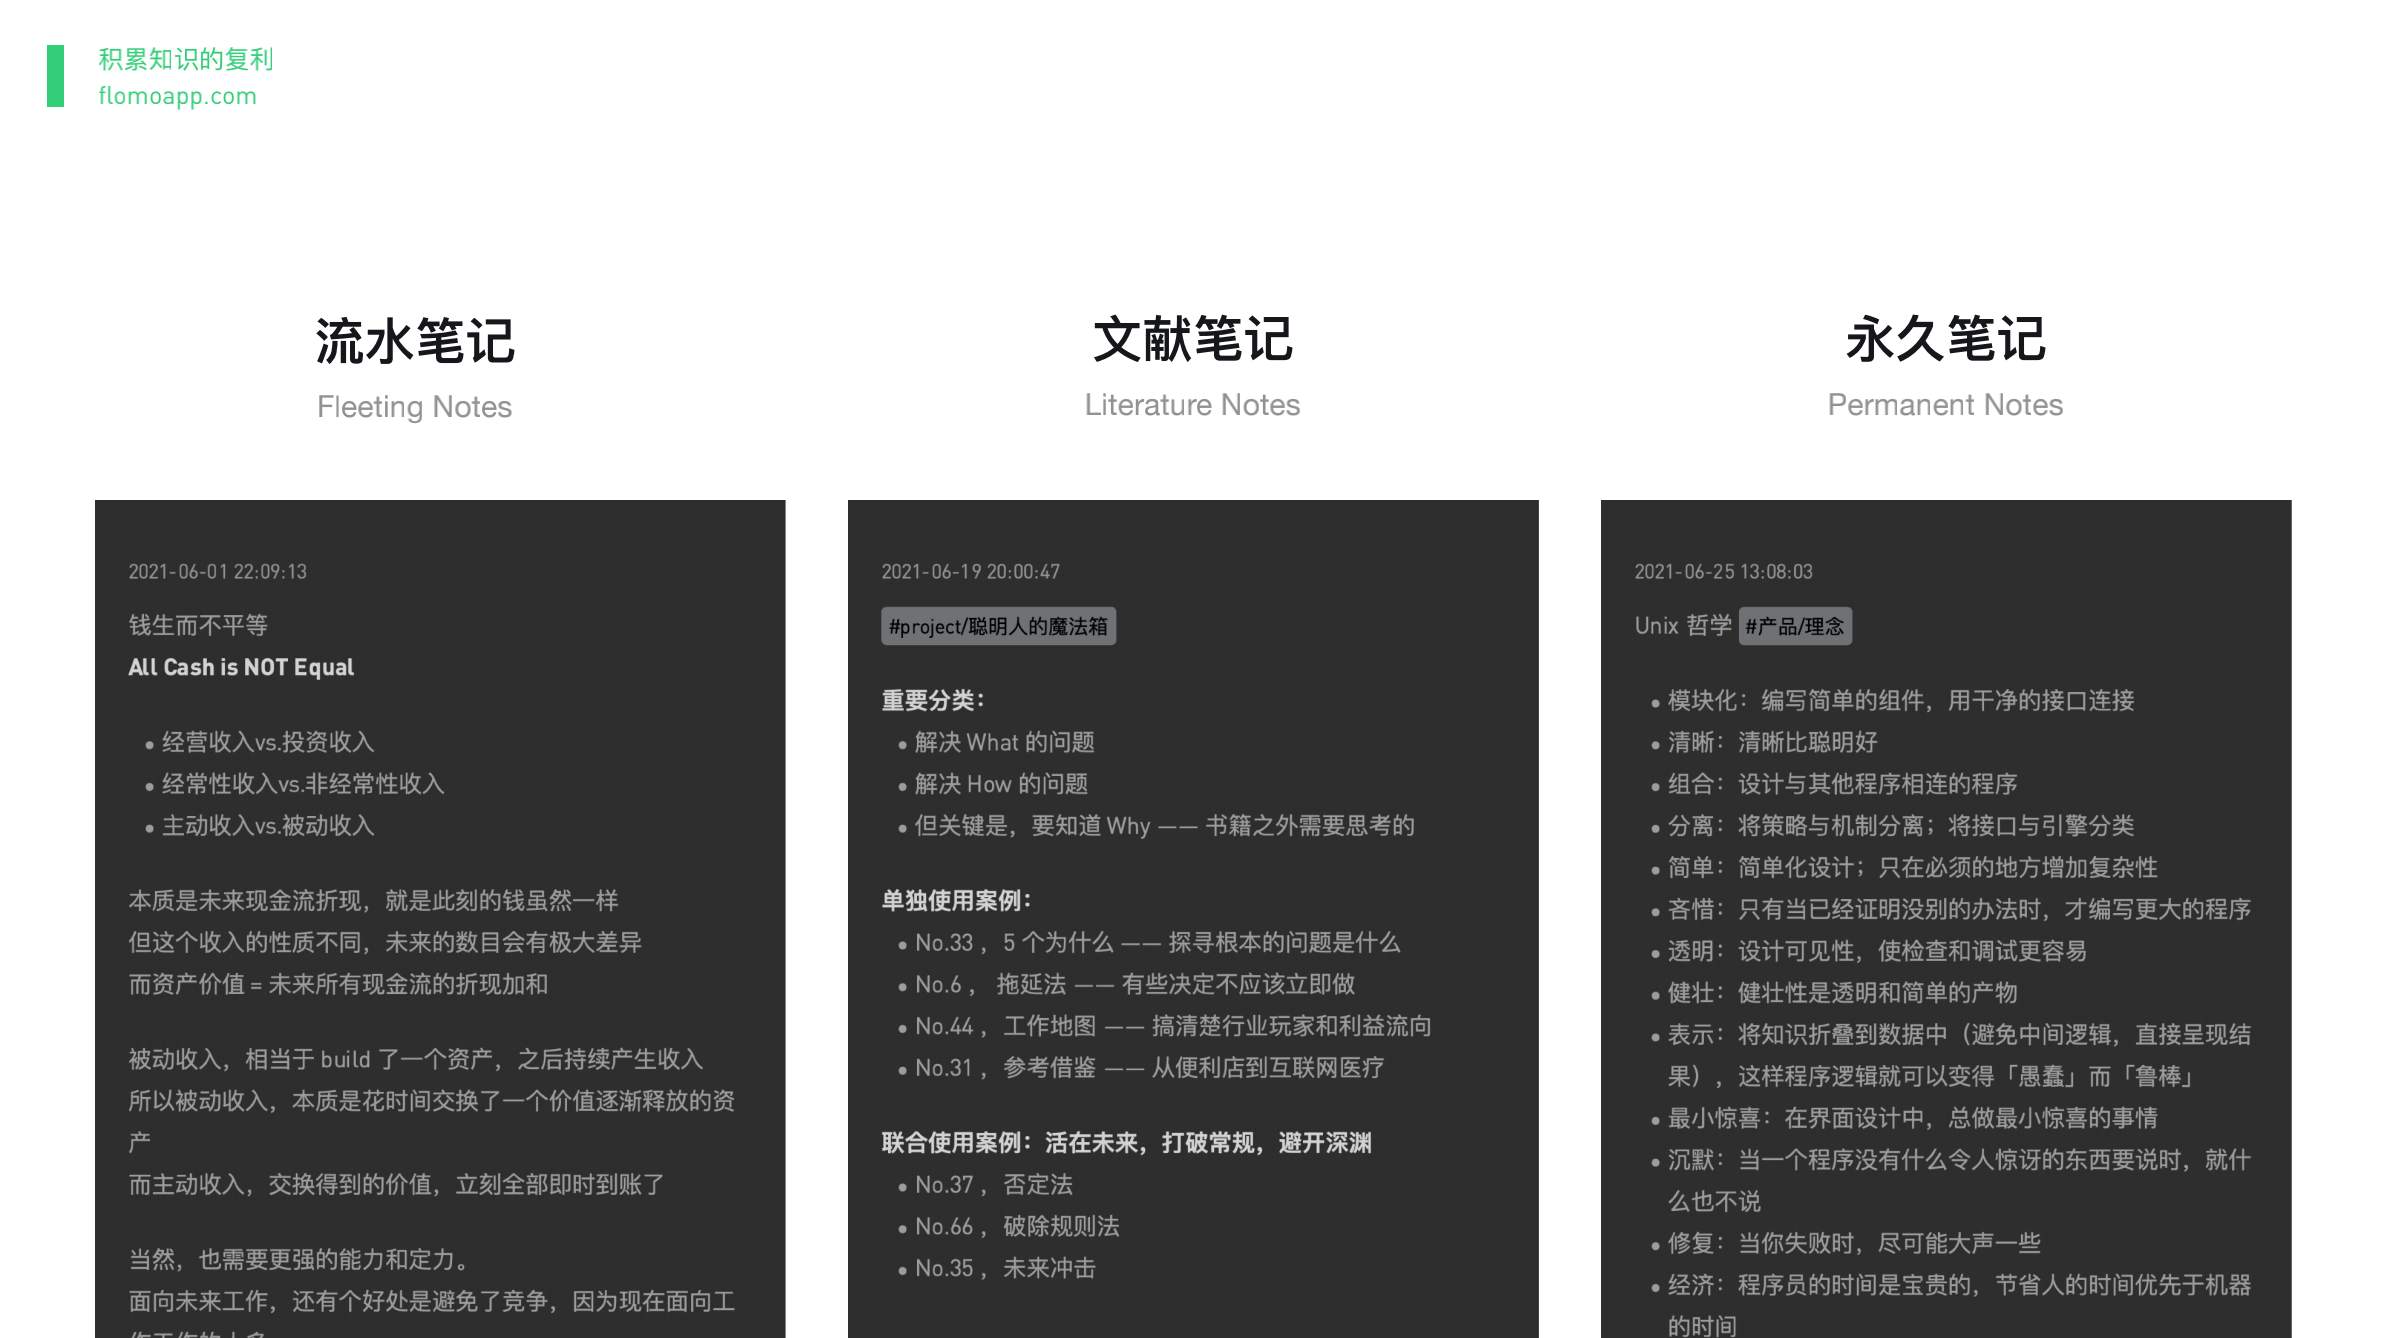 积累知识的复利
flomoapp.com
流水笔记
Fleeting Notes
文献笔记
Literature Notes
永久笔记
Permanent Notes
2021-06-01 22:09:13
钱生而不平等
All Cash is NOT Equal
• 经营收入vs.投资收入
• 经常性收入vs.非经常性收入
• 主动收入vs.被动收入
本质是未来现金流折现，就是此刻的钱虽然一样
但这个收入的性质不同，未来的数目会有极大差异
而资产价值 = 未来所有现金流的折现加和
被动收入，相当于 build 了一个资产，之后持续产生收入
所以被动收入，本质是花时间交换了一个价值逐渐释放的资
产
而主动收入，交换得到的价值，立刻全部即时到账了
当然，也需要更强的能力和定力。
面向未来工作，还有个好处是避免了竞争，因为现在面向工
2021-06-19 20:00:47
#project/聪明人的魔法箱
重要分类：
• 解决 What 的问题
• 解决 How 的问题
• 但关键是，要知道 Why —— 书籍之外需要思考的
单独使用案例：
• No.33 ，5 个为什么 —— 探寻根本的问题是什么
• No.6 ， 拖延法 —— 有些决定不应该立即做
• No.44 ，工作地图 —— 搞清楚行业玩家和利益流向
• No.31 ，参考借鉴 —— 从便利店到互联网医疗
联合使用案例：活在未来，打破常规，避开深渊
• No.37 ，否定法
• No.66 ，破除规则法
• No.35 ，未来冲击
2021-06-25 13:08:03
Unix 哲学 #产品/理念
• 模块化：编写简单的组件，用干净的接口连接
• 清晰：清晰比聪明好
• 组合：设计与其他程序相连的程序
• 分离：将策略与机制分离；将接口与引擎分类
• 简单：简单化设计；只在必须的地方增加复杂性
• 吝惜：只有当已经证明没别的办法时，才编写更大的程序
• 透明：设计可见性，使检查和调试更容易
• 健壮：健壮性是透明和简单的产物
• 表示：将知识折叠到数据中（避免中间逻辑，直接呈现结
果），这样程序逻辑就可以变得「愚蠢」而「鲁棒」
• 最小惊喜：在界面设计中，总做最小惊喜的事情
• 沉默：当一个程序没有什么令人惊讶的东西要说时，就什
么也不说
• 修复：当你失败时，尽可能大声一些
• 经济：程序员的时间是宝贵的，节省人的时间优先于机器
的时间